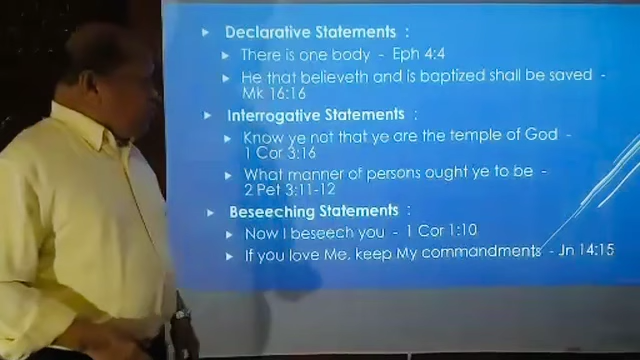 Declarative Statements :
There is one body - Eph 4:4
He that believeth and is baptized shall be saved -
Mk 16:16
Interrogative Statements :
Know ye not that ye are the temple of God -
1 Cor 3:16
What manner of persons ought ye to be -
2 Pet 3:11-12
Beseeching Statements :
Now I beseech you - 1 Cor 1:10
If you love Me, keep My commandments - Jn 14:15